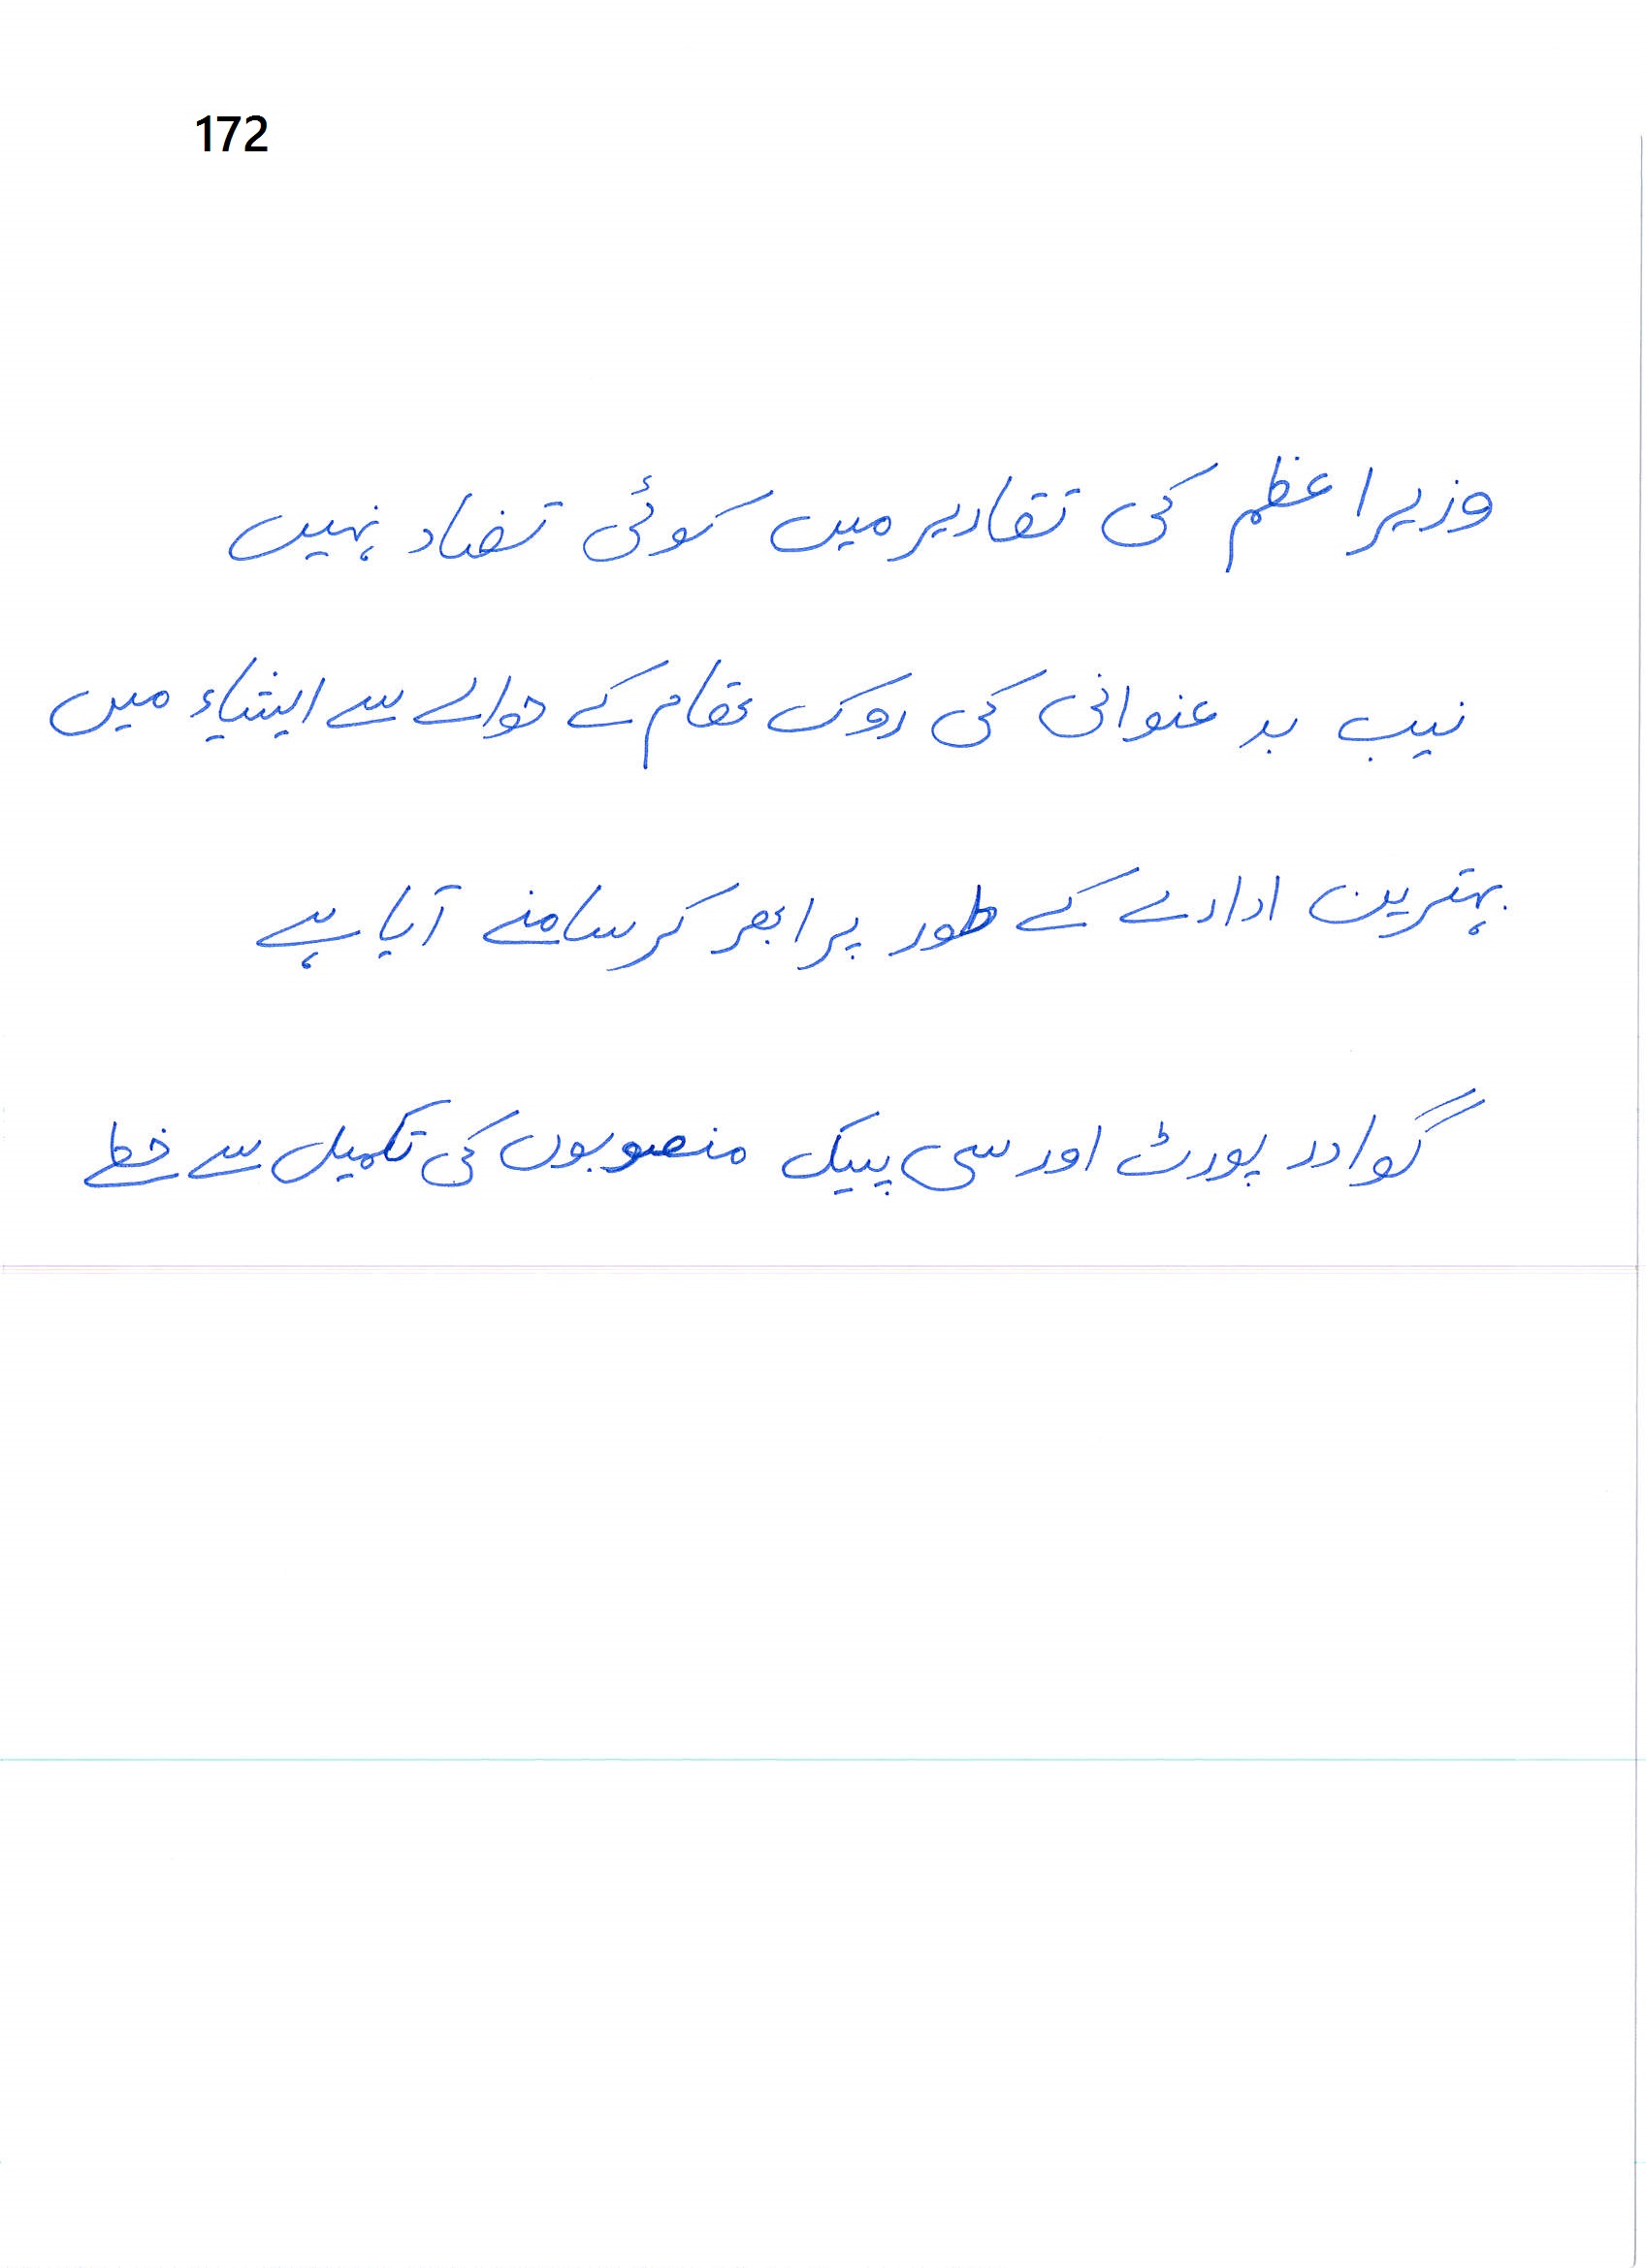 172
وزیراعظم کی تقاریر میں کوئی تضاد نہیں
نیب بد عنوانی کی روک تھام کے حوالے سے ایشیاء میں
بہترین ادارے کے طور پر ابھر کر سامنے آیا ہے
گوادر پورٹ اور سی پیک منصوبوں کی تکمیل سے خطے